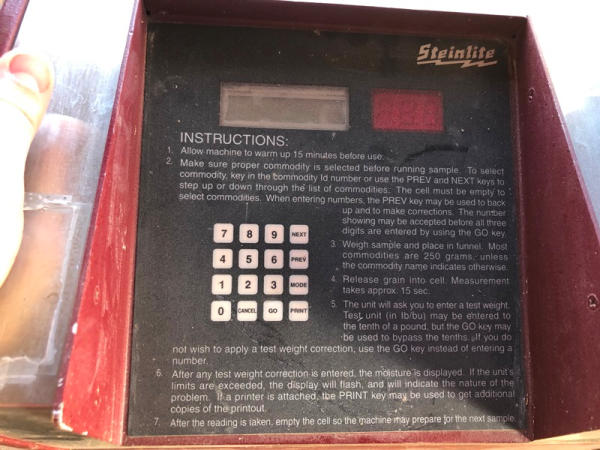 Steinlite
INSTRUCTIONS:
1. Allow machine to warm up 15 minutes before use.
2. Make sure proper commodity is selected before running sample. To select
commodity, key in the commodity Id number or use the PREV and NEXT keys to
step up or down through the list of commodities. The cell must be empty to
select commodities. When entering numbers, the PREV key may be used to back
up and to make corrections. The number
showing may be accepted before all three
digits are entered by using the GO key.
3. Weigh sample and place in funnel. Most
commodities are 250 grams, unless
the commodity name indicates otherwise.
4. Release grain into cell. Measurement
takes approx. 15 sec.
5. The unit will ask you to enter a test weight.
Test unit (in lb/bu) may be entered to
the tenth of a pound, but the GO key may
be used to bypass the tenths. If you do
not wish to apply a test weight correction, use the GO key instead of entering a
number.
6. After any test weight correction is entered, the moisture is displayed. If the unit's
limits are exceeded, the display will flash, and will indicate the nature of the
problem. If a printer is attached, the PRINT key may be used to get additional
copies of the printout.
7. After the reading is taken, empty the cell so the machine may prepare for the next sample
7 8 9 NEXT
4 5 6 PREV
1 2 3 MODE
0 CANCEL GO PRINT